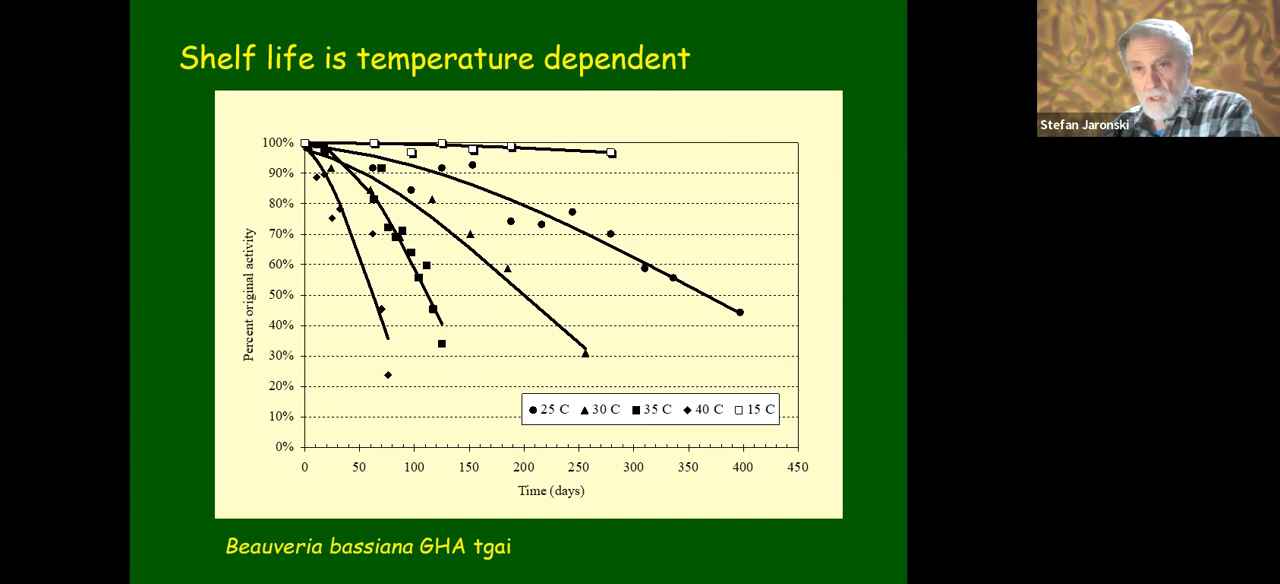 Shelf life is temperature dependent
Stefan Jaronski
100%
90%
80%
70%
60%
50%
40%
30%
20%
10%
0%
Percent original activity
25 C 30 C 35 C 40 C 15 C
0 50 100 150 200 250 300 350 400 450
Time (days)
Beauveria bassiana GHA tgai